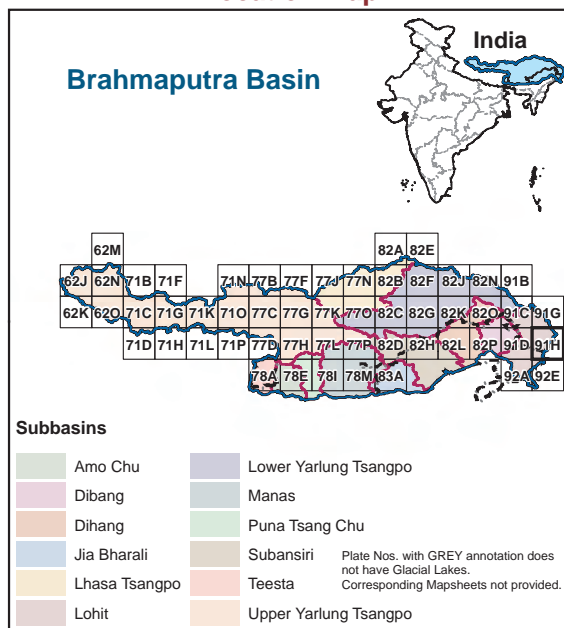 India
Brahmaputra Basin
62M 82A 82E
62J 62N 71B 71F 71N 77B 77F 77J 77N 82B 82F 82J 82N 91B
62K 62O 71C 71G 71K 71O 77C 77G 77K 77O 82C 82G 82K 82O 91C 91G
71D 71H 71L 71P 77D 77H 77L 77P 82D 82H 82L 82P 91D 91H
78A 78E 78I 78M 83A 92A 92E
Subbasins
Amo Chu Lower Yarlung Tsangpo
Dibang Manas
Dihang Puna Tsang Chu
Jia Bharali Subansiri
Lhasa Tsangpo Teesta
Lohit Upper Yarlung Tsangpo
Plate Nos. with GREY annotation does
not have Glacial Lakes.
Corresponding Mapsheets not provided.